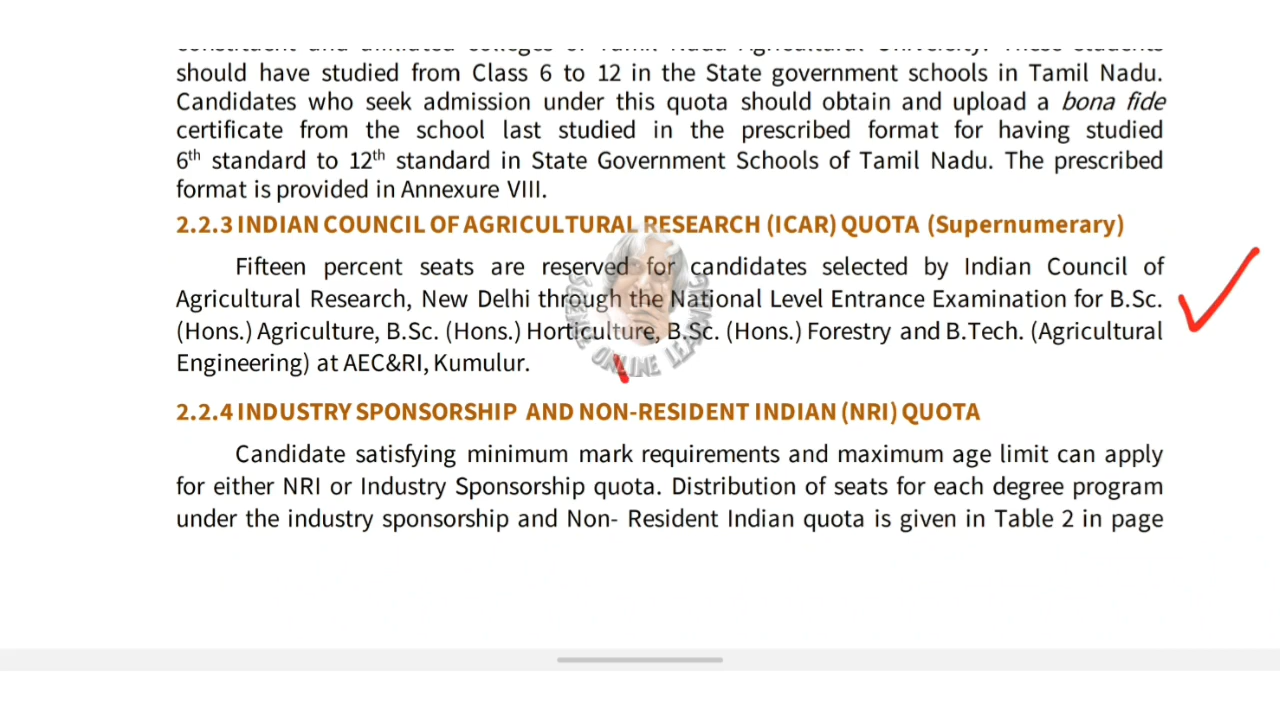 should have studied from Class 6 to 12 in the State government schools in Tamil Nadu.
Candidates who seek admission under this quota should obtain and upload a bona fide
certificate from the school last studied in the prescribed format for having studied
6th standard to 12th standard in State Government Schools of Tamil Nadu. The prescribed
format is provided in Annexure VIII.
2.2.3 INDIAN COUNCIL OF AGRICULTURAL RESEARCH (ICAR) QUOTA (Supernumerary)
Fifteen percent seats are reserved for candidates selected by Indian Council of
Agricultural Research, New Delhi through the National Level Entrance Examination for B.Sc.
(Hons.) Agriculture, B.Sc. (Hons.) Horticulture, B.Sc. (Hons.) Forestry and B.Tech. (Agricultural
Engineering) at AEC&RI, Kumulur.
2.2.4 INDUSTRY SPONSORSHIP AND NON-RESIDENT INDIAN (NRI) QUOTA
Candidate satisfying minimum mark requirements and maximum age limit can apply
for either NRI or Industry Sponsorship quota. Distribution of seats for each degree program
under the industry sponsorship and Non- Resident Indian quota is given in Table 2 in page